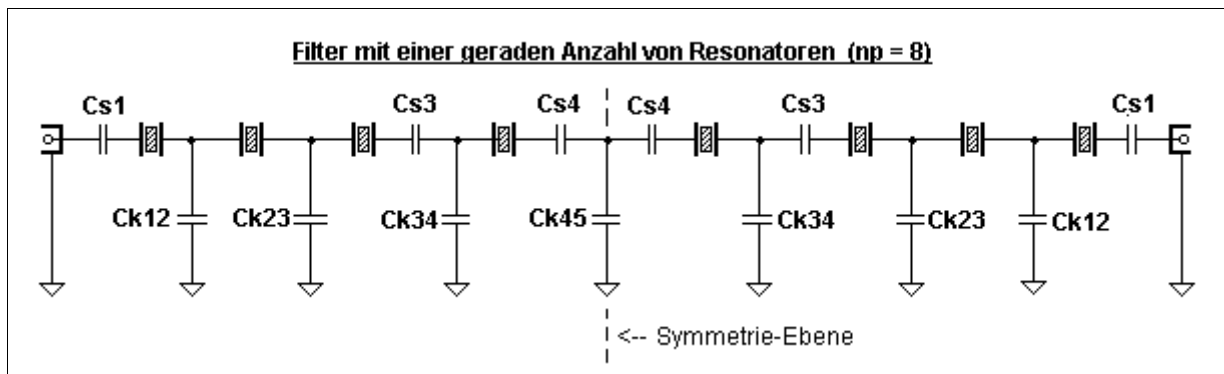 Filter mit einer geraden Anzahl von Resonatoren (np = 8)
Cs1 Cs3 Cs4 Cs4 Cs3 Cs1
Ck12 Ck23 Ck34 Ck45 Ck34 Ck23 Ck12
<-- Symmetrie-Ebene